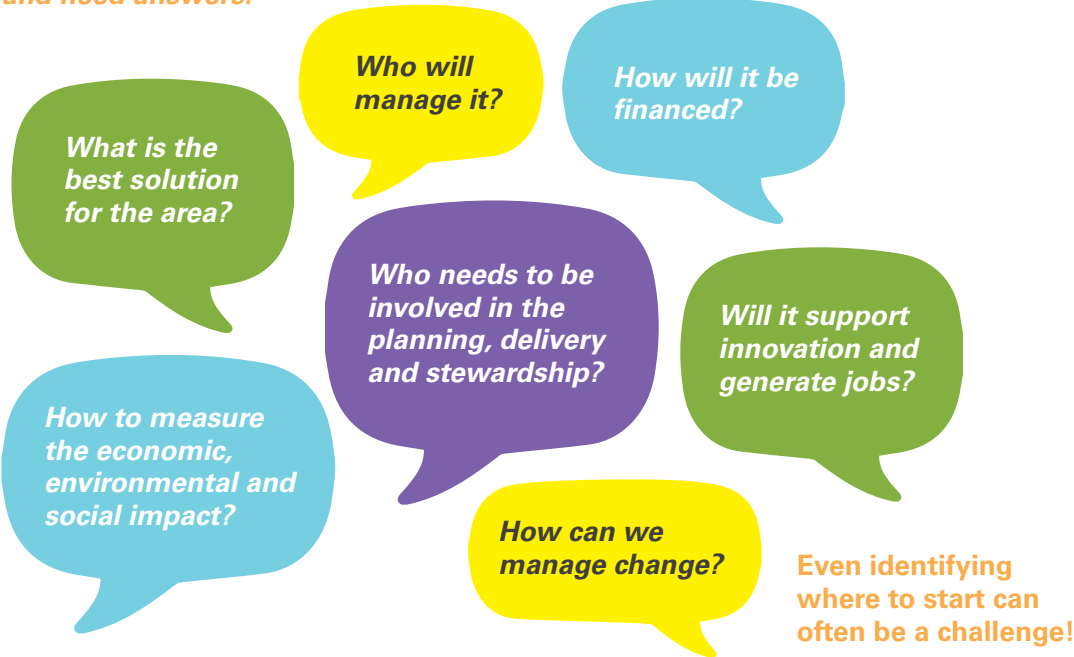 and need answers!
Who will
manage it?
How will it be
financed?
What is the
best solution
for the area?
Who needs to be
involved in the
planning, delivery
and stewardship?
Will it support
innovation and
generate jobs?
How to measure
the economic,
environmental and
social impact?
How can we
manage change?
Even identifying
where to start can
often be a challenge!